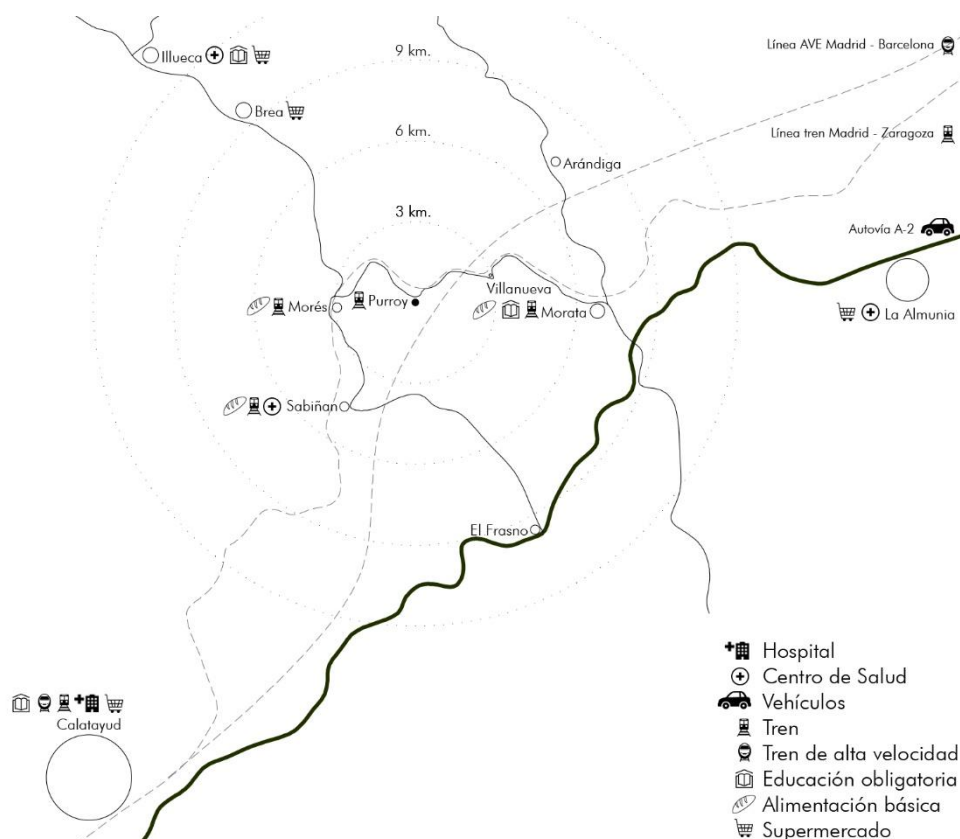 Illueca
9 km.
Línea AVE Madrid - Barcelona
Brea
6 km.
Línea tren Madrid - Zaragoza
Arándiga
3 km.
Autovía A-2
Villanueva
Morés
Purroy
Morata
La Almunia
Sabiñan
El Frasno
Calatayud
Hospital
Centro de Salud
Vehículos
Tren
Tren de alta velocidad
Educación obligatoria
Alimentación básica
Supermercado